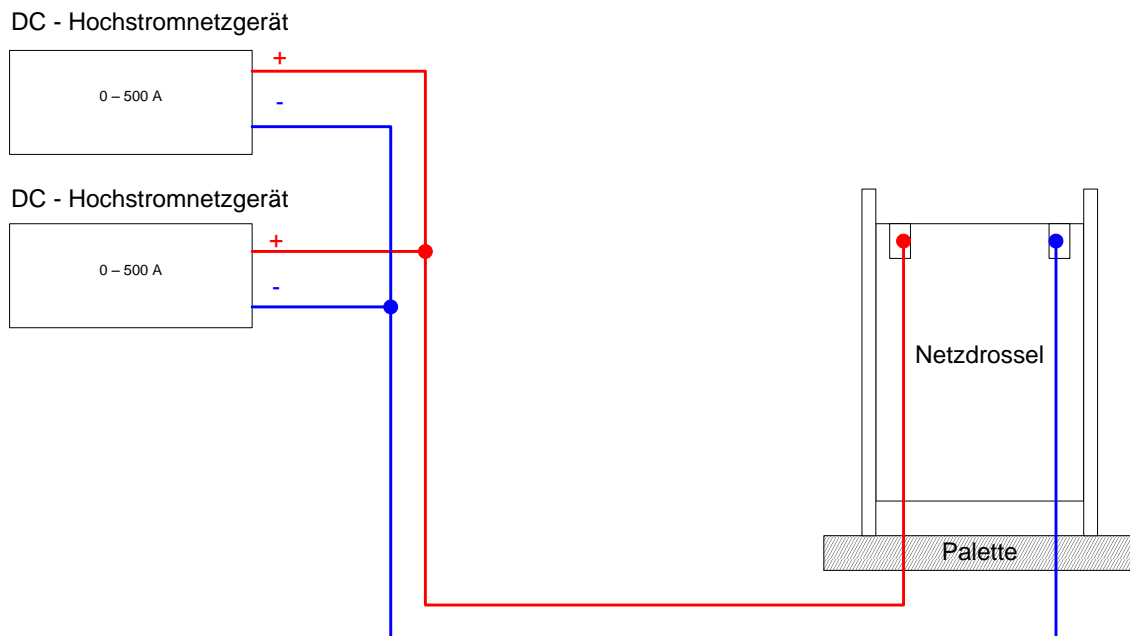 DC - Hochstromnetzgerät
+
0 – 500 A
-
DC - Hochstromnetzgerät
+
0 – 500 A
-
Netzdrossel
Palette